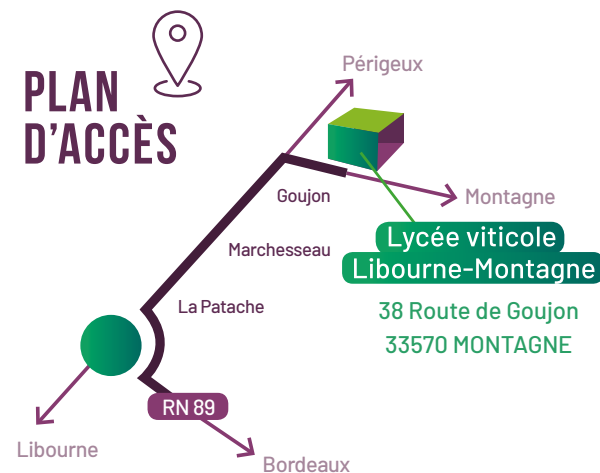 PLAN
D'ACCÈS
Périgeux
Goujon
Montagne
Marchesseau
Lycée viticole
Libourne-Montagne
La Patache
38 Route de Goujon
33570 MONTAGNE
RN 89
Libourne
Bordeaux